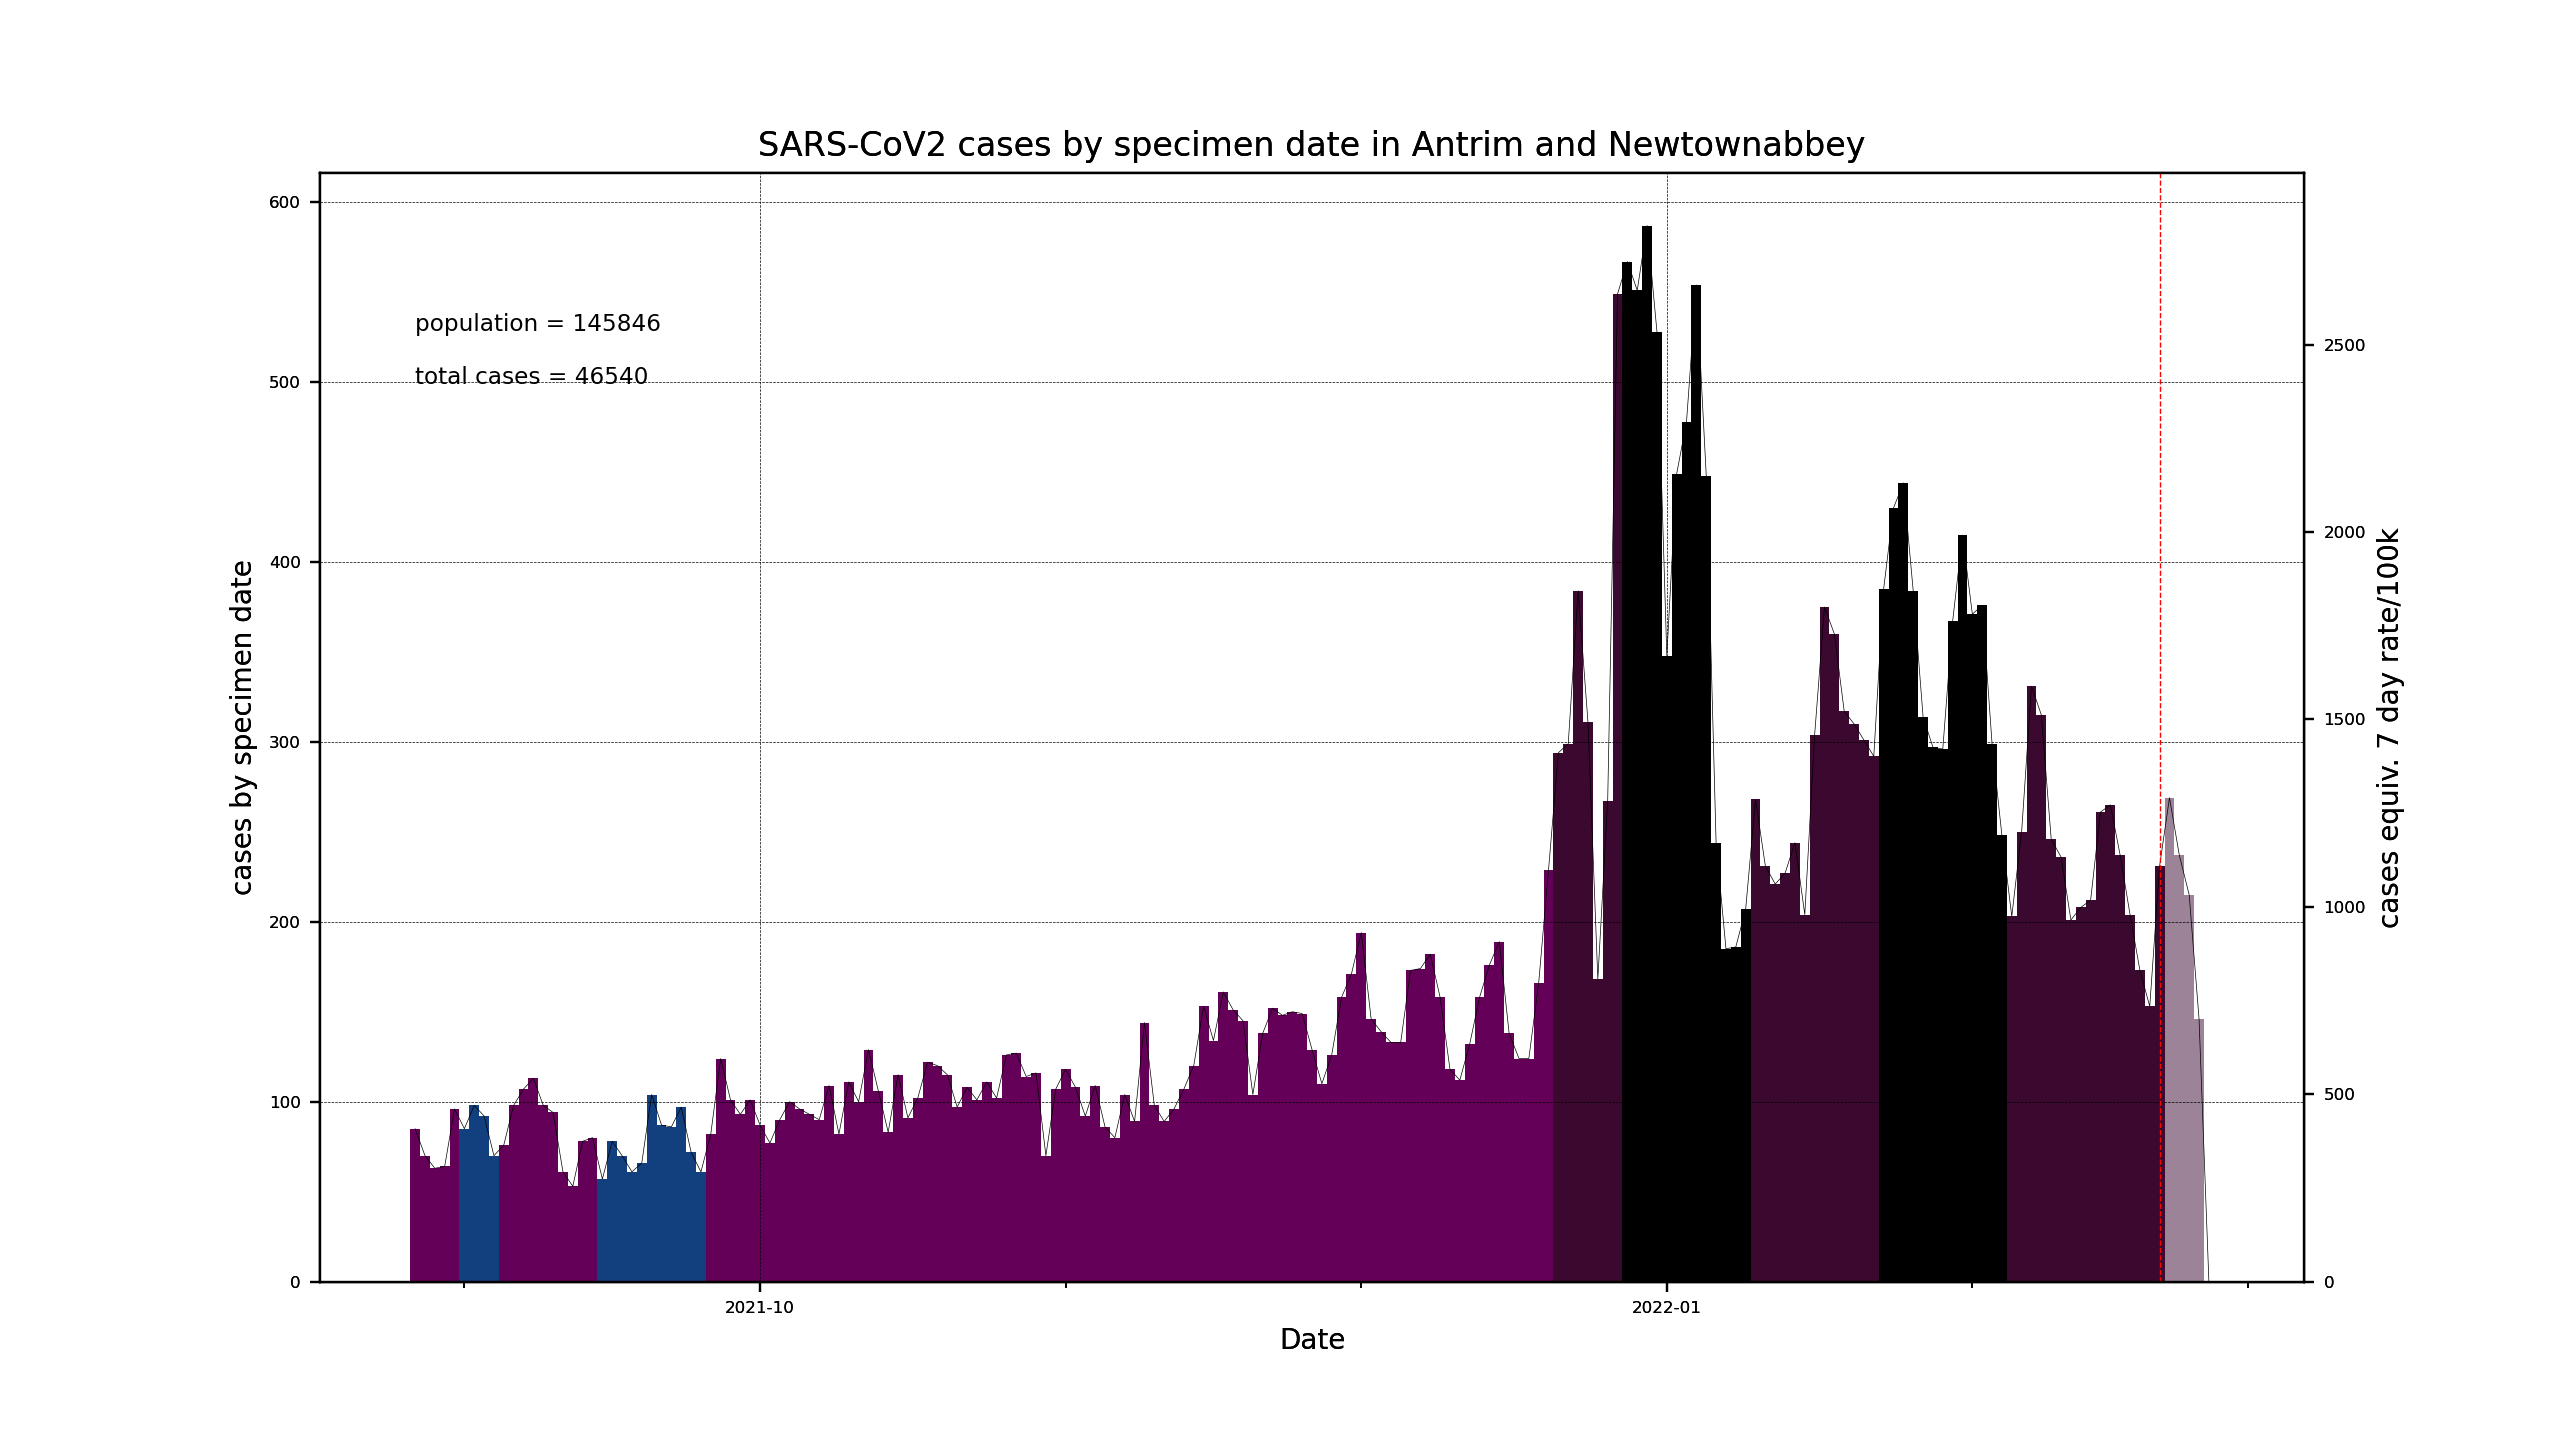 SARS-CoV2 cases by specimen date in Antrim and Newtownabbey
600
500
400
300
200
100
0
cases by specimen date
population = 145846
total cases = 46540
2500
2000
1500
1000
500
0
cases equiv. 7 day rate/100k
2021-10
2022-01
Date